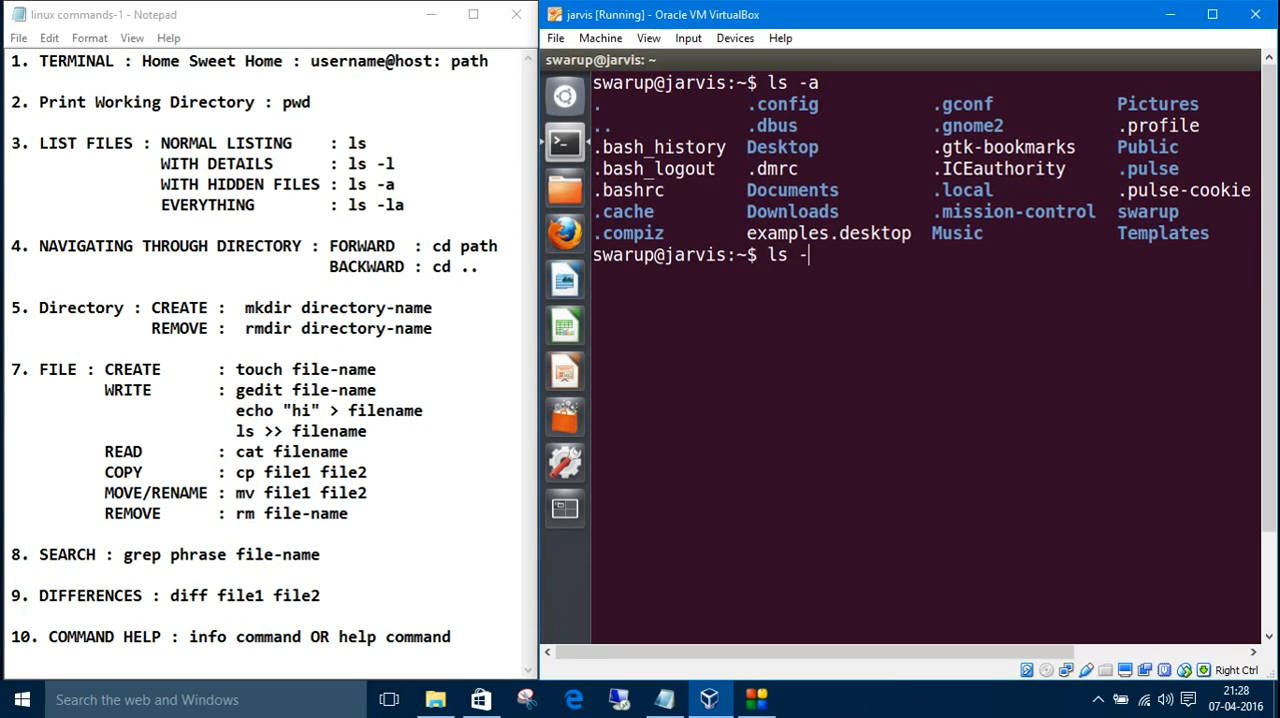 linux commands-1 - Notepad
File Edit Format View Help
1. TERMINAL : Home Sweet Home : username@host: path
2. Print Working Directory : pwd
3. LIST FILES : NORMAL LISTING : ls
WITH DETAILS : ls -l
WITH HIDDEN FILES : ls -a
EVERYTHING : ls -la
4. NAVIGATING THROUGH DIRECTORY : FORWARD : cd path
BACKWARD : cd ..
5. Directory : CREATE : mkdir directory-name
REMOVE : rmdir directory-name
7. FILE : CREATE : touch file-name
WRITE : gedit file-name
echo "hi" > filename
ls >> filename
READ : cat filename
COPY : cp file1 file2
MOVE/RENAME : mv file1 file2
REMOVE : rm file-name
8. SEARCH : grep phrase file-name
9. DIFFERENCES : diff file1 file2
10. COMMAND HELP : info command OR help command
jarvis [Running] - Oracle VM VirtualBox
File Machine View Input Devices Help
swarup@jarvis: ~
swarup@jarvis:~$ ls -a
. .config .gconf Pictures
.. .dbus .gnome2 .profile
.bash_history Desktop .gtk-bookmarks Public
.bash_logout .dmrc .ICEauthority .pulse
.bashrc Documents .local .pulse-cookie
.cache Downloads .mission-control swarup
.compiz examples.desktop Music Templates
swarup@jarvis:~$ ls -
Right Ctrl
Search the web and Windows
21:28
07-04-2016